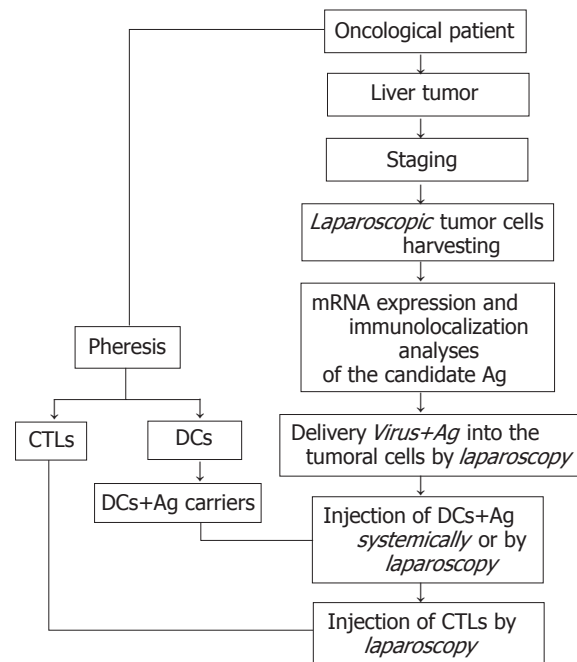 Oncological patient
Liver tumor
Staging
Laparoscopic tumor cells
harvesting
mRNA expression and
immunolocalization
analyses
of the candidate Ag
Pheresis
CTLs
DCs
Delivery Virus+Ag into the
tumoral cells by laparoscopy
DCs+Ag carriers
Injection of DCs+Ag
systemically or by
laparoscopy
Injection of CTLs by
laparoscopy